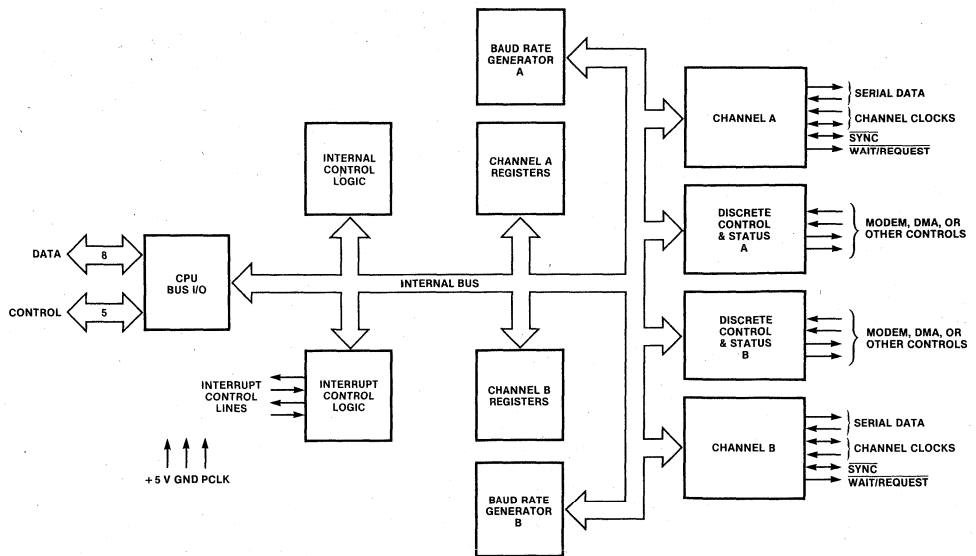 BAUD RATE
GENERATOR
A
INTERNAL
CONTROL
LOGIC
CHANNEL A
REGISTERS
CHANNEL A
SERIAL DATA
CHANNEL CLOCKS
SYNC
WAIT/REQUEST
DISCRETE
CONTROL
& STATUS
A
MODEM, DMA, OR
OTHER CONTROLS
DATA
8
CPU
BUS I/O
INTERNAL BUS
CONTROL
5
DISCRETE
CONTROL
& STATUS
B
MODEM, DMA, OR
OTHER CONTROLS
INTERRUPT
CONTROL
LINES
INTERRUPT
CONTROL
LOGIC
CHANNEL B
REGISTERS
CHANNEL B
SERIAL DATA
CHANNEL CLOCKS
SYNC
WAIT/REQUEST
+5 V GND PCLK
BAUD RATE
GENERATOR
B